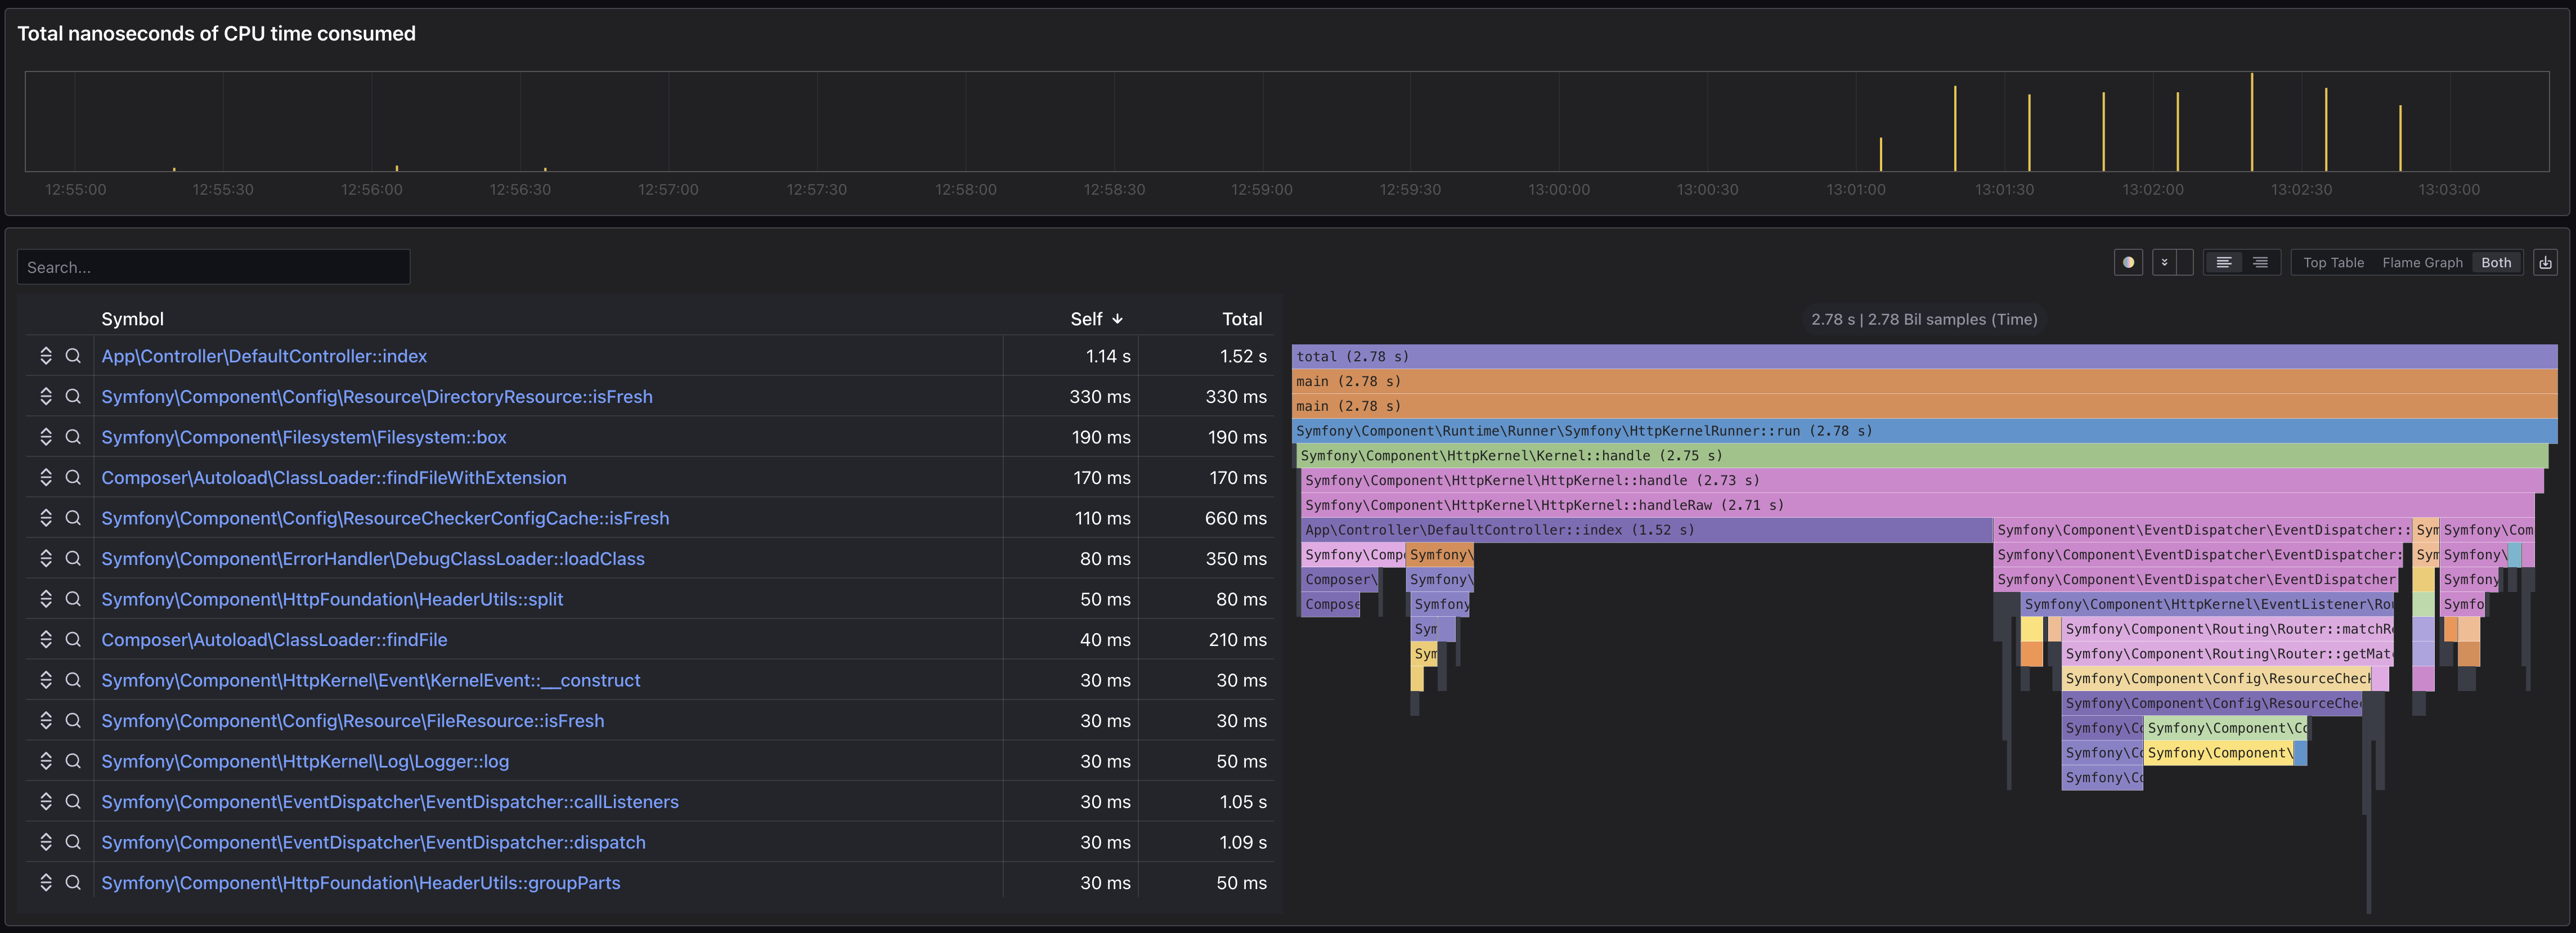 Total nanoseconds of CPU time consumed
12:55:00 12:55:30 12:56:00 12:56:30 12:57:00 12:57:30 12:58:00 12:58:30 12:59:00 12:59:30 13:00:00 13:00:30 13:01:00 13:01:30 13:02:00 13:02:30 13:03:00
Search...
Top Table Flame Graph Both
Symbol Self Total
App\Controller\DefaultController::index 1.14 s 1.52 s
Symfony\Component\Config\Resource\DirectoryResource::isFresh 330 ms 330 ms
Symfony\Component\Filesystem\Filesystem::box 190 ms 190 ms
Composer\Autoload\ClassLoader::findFileWithExtension 170 ms 170 ms
Symfony\Component\Config\ResourceCheckerConfigCache::isFresh 110 ms 660 ms
Symfony\Component\ErrorHandler\DebugClassLoader::loadClass 80 ms 350 ms
Symfony\Component\HttpFoundation\HeaderUtils::split 50 ms 80 ms
Composer\Autoload\ClassLoader::findFile 40 ms 210 ms
Symfony\Component\HttpKernel\Event\KernelEvent::__construct 30 ms 30 ms
Symfony\Component\Config\Resource\FileResource::isFresh 30 ms 30 ms
Symfony\Component\HttpKernel\Log\Logger::log 30 ms 50 ms
Symfony\Component\EventDispatcher\EventDispatcher::callListeners 30 ms 1.05 s
Symfony\Component\EventDispatcher\EventDispatcher::dispatch 30 ms 1.09 s
Symfony\Component\HttpFoundation\HeaderUtils::groupParts 30 ms 50 ms
2.78 s | 2.78 Bil samples (Time)
total (2.78 s)
main (2.78 s)
main (2.78 s)
Symfony\Component\Runtime\Runner\Symfony\HttpKernelRunner::run (2.78 s)
Symfony\Component\HttpKernel\Kernel::handle (2.75 s)
Symfony\Component\HttpKernel\HttpKernel::handle (2.73 s)
Symfony\Component\HttpKernel\HttpKernel::handleRaw (2.71 s)
App\Controller\DefaultController::index (1.52 s) Symfony\Component\EventDispatcher\EventDispatcher:: Sym Symfony\Com
Symfony\Comp Symfony\ Symfony\Component\EventDispatcher\EventDispatcher: Sym Symfony\
Composer\ Symfony\ Symfony\Component\EventDispatcher\EventDispatcher Symfony
Compose Symfony Symfony\Component\HttpKernel\EventListener\Rou Symfo
Sym Symfony\Component\Routing\Router::matchR
Sym Symfony\Component\Routing\Router::getMat
Symfony\Component\Config\ResourceCheck
Symfony\Component\Config\ResourceChe
Symfony\Co Symfony\Component\Co
Symfony\Co Symfony\Component\
Symfony\Co